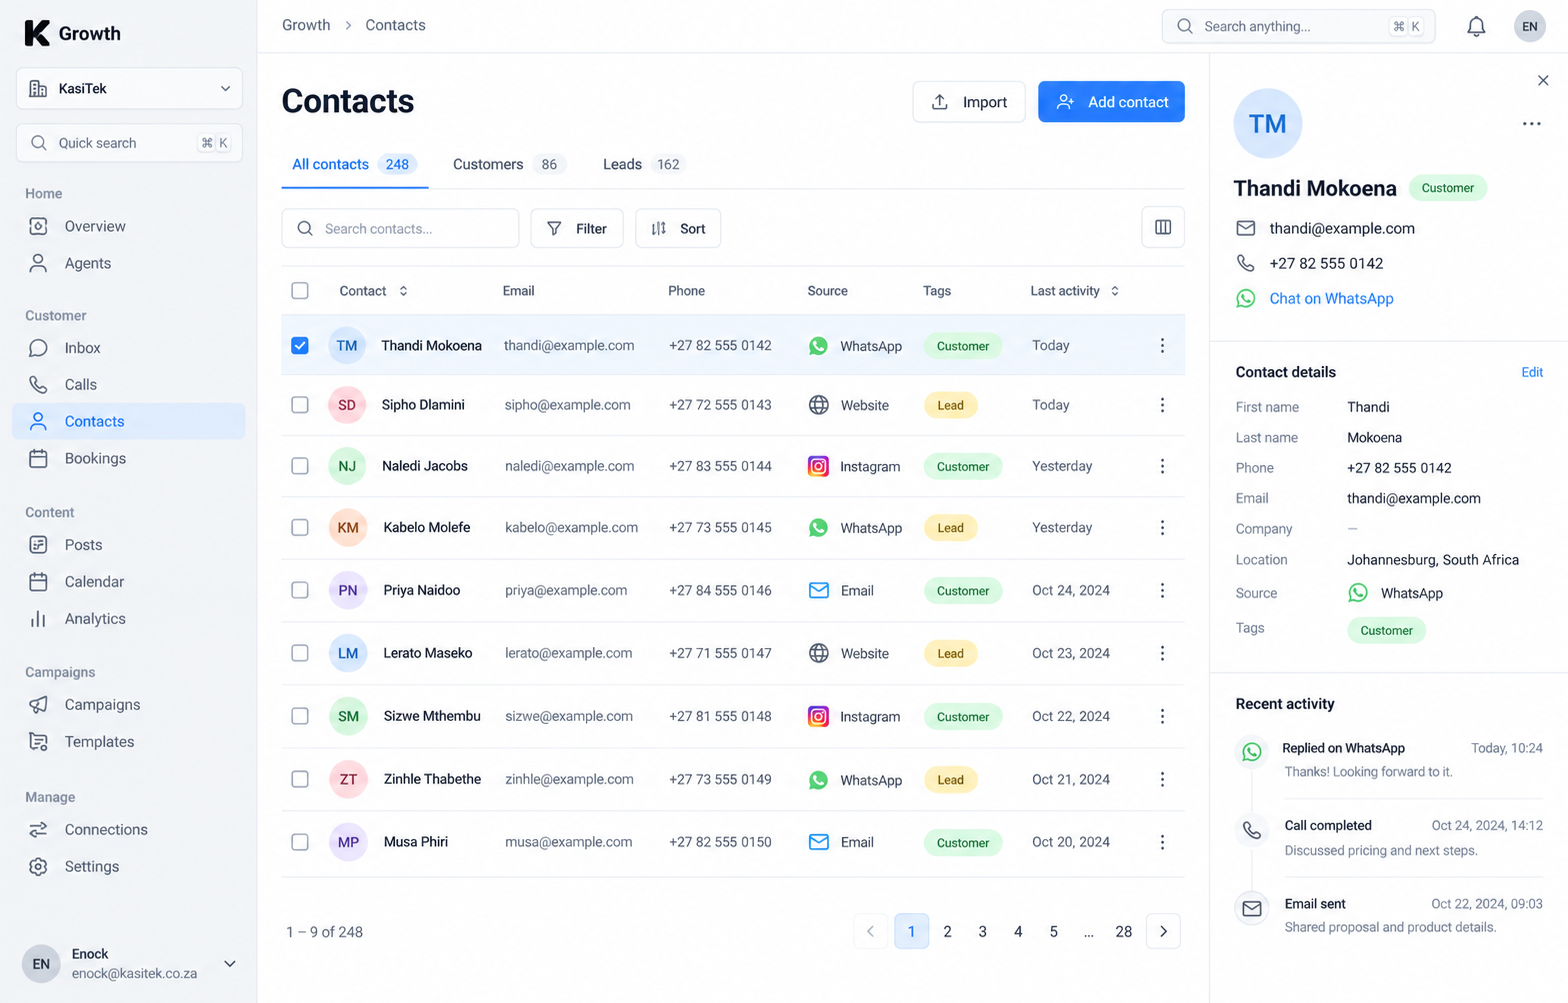 K Growth
KasiTek
Quick search ⌘ K
Home
Overview
Agents
Customer
Inbox
Calls
Contacts
Bookings
Content
Posts
Calendar
Analytics
Campaigns
Campaigns
Templates
Manage
Connections
Settings
EN
Enock
enock@kasitek.co.za
Growth > Contacts
Search anything... ⌘ K
EN
Contacts
Import
Add contact
All contacts 248 Customers 86 Leads 162
Search contacts... Filter Sort
Contact Email Phone Source Tags Last activity
TM Thandi Mokoena thandi@example.com +27 82 555 0142 WhatsApp Customer Today
SD Sipho Dlamini sipho@example.com +27 72 555 0143 Website Lead Today
NJ Naledi Jacobs naledi@example.com +27 83 555 0144 Instagram Customer Yesterday
KM Kabelo Molefe kabelo@example.com +27 73 555 0145 WhatsApp Lead Yesterday
PN Priya Naidoo priya@example.com +27 84 555 0146 Email Customer Oct 24, 2024
LM Lerato Maseko lerato@example.com +27 71 555 0147 Website Lead Oct 23, 2024
SM Sizwe Mthembu sizwe@example.com +27 81 555 0148 Instagram Customer Oct 22, 2024
ZT Zinhle Thabethe zinhle@example.com +27 73 555 0149 WhatsApp Lead Oct 21, 2024
MP Musa Phiri musa@example.com +27 82 555 0150 Email Customer Oct 20, 2024
1 – 9 of 248
1 2 3 4 5 ... 28
TM
Thandi Mokoena Customer
thandi@example.com
+27 82 555 0142
Chat on WhatsApp
Contact details Edit
First name Thandi
Last name Mokoena
Phone +27 82 555 0142
Email thandi@example.com
Company —
Location Johannesburg, South Africa
Source WhatsApp
Tags Customer
Recent activity
Replied on WhatsApp Today, 10:24
Thanks! Looking forward to it.
Call completed Oct 24, 2024, 14:12
Discussed pricing and next steps.
Email sent Oct 22, 2024, 09:03
Shared proposal and product details.